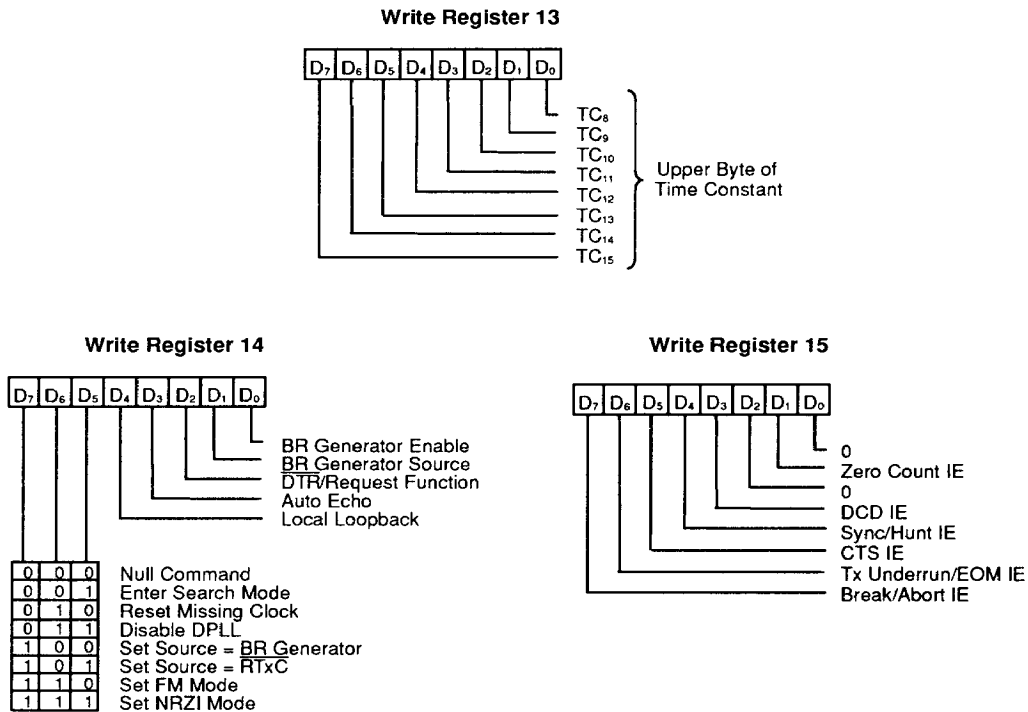 Write Register 13
D₇ D₆ D₅ D₄ D₃ D₂ D₁ D₀
TC₈
TC₉
TC₁₀
TC₁₁
TC₁₂
TC₁₃
TC₁₄
TC₁₅
Upper Byte of
Time Constant
Write Register 14
D₇ D₆ D₅ D₄ D₃ D₂ D₁ D₀
BR Generator Enable
BR Generator Source
D̅T̅R̅/Request Function
Auto Echo
Local Loopback
0 0 0 Null Command
0 0 1 Enter Search Mode
0 1 0 Reset Missing Clock
0 1 1 Disable DPLL
1 0 0 Set Source = BR Generator
1 0 1 Set Source = R̅T̅x̅C̅
1 1 0 Set FM Mode
1 1 1 Set NRZI Mode
Write Register 15
D₇ D₆ D₅ D₄ D₃ D₂ D₁ D₀
0
Zero Count IE
0
DCD IE
Sync/Hunt IE
CTS IE
Tx Underrun/EOM IE
Break/Abort IE